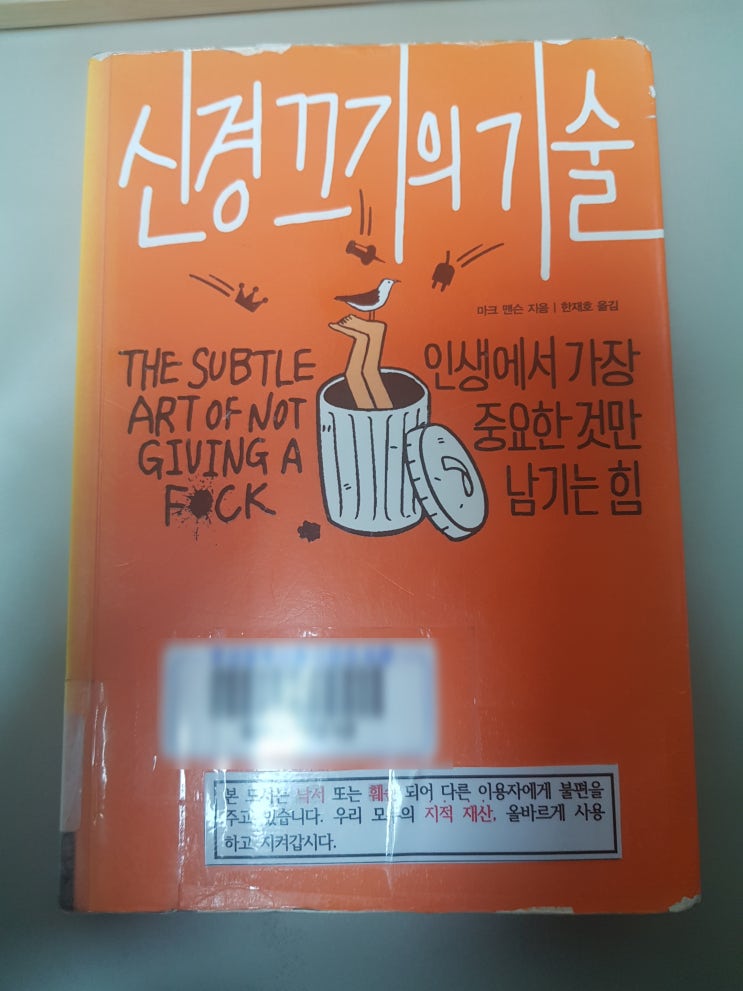 신경 끄기의 기술
마크 맨슨 지음 | 한재호 옮김
THE SUBTLE
ART OF NOT
GIVING A
F CK
인생에서 가장
중요한 것만
남기는 힘
본 도서는 낙서 또는 훼손 되어 다른 이용자에게 불편을
주고 있습니다. 우리 모두의 지적 재산, 올바르게 사용
하고 지켜갑시다.